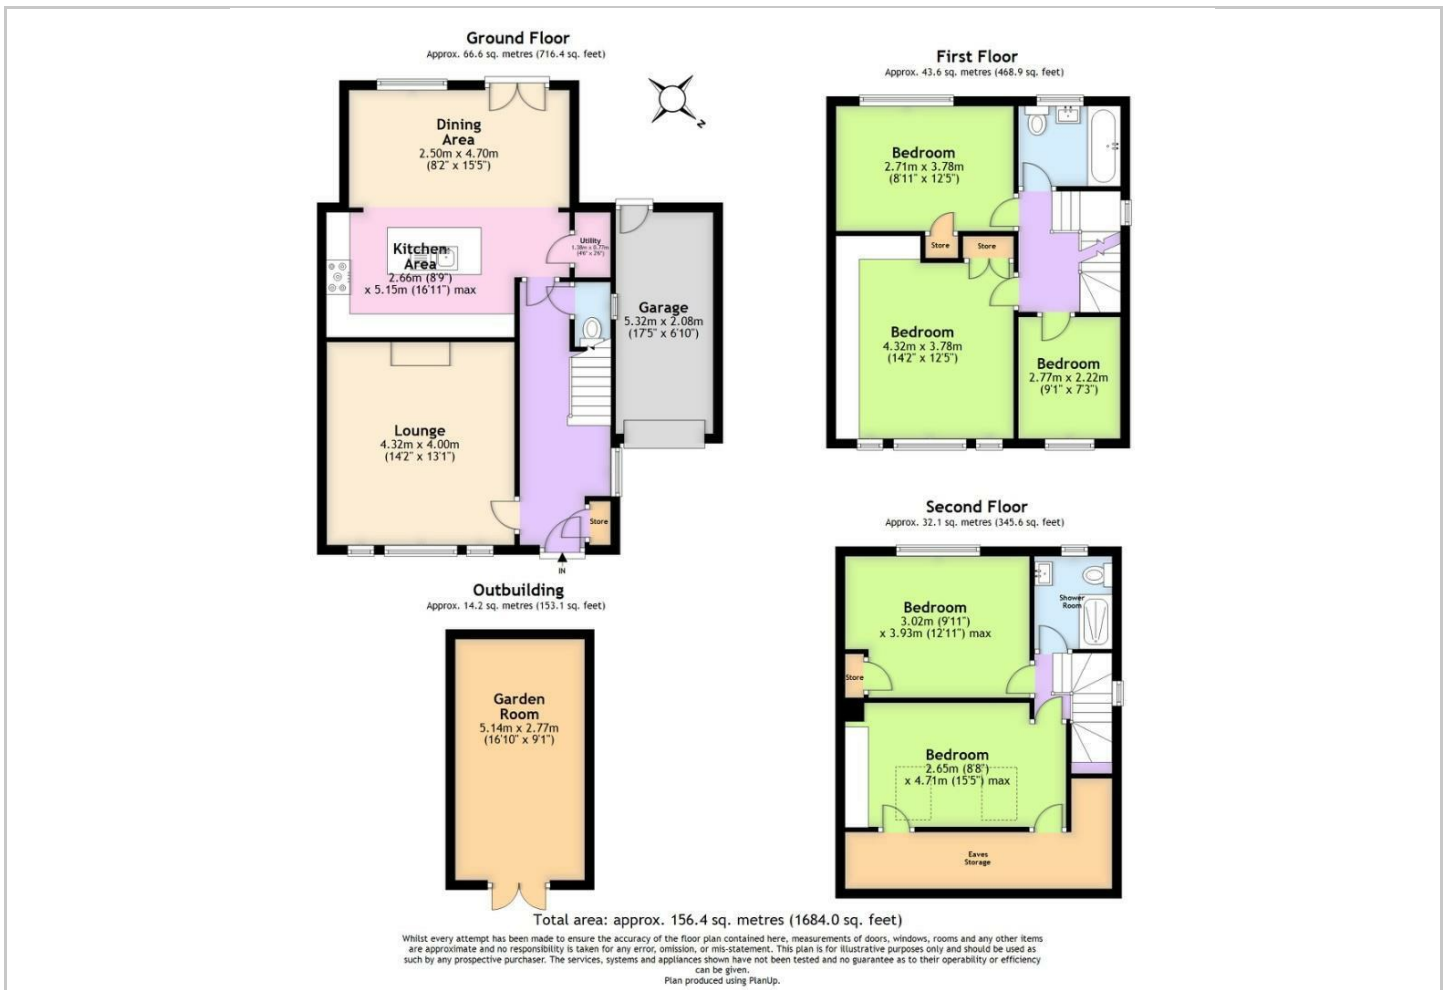 Ground Floor
Approx. 66.6 sq. metres (716.4 sq. feet)
Dining
Area
2.50m x 4.70m
(8'2" x 15'5")
Kitchen
Area
2.66m (8'9")
x 5.15m (16'11") max
Utility
1.38m x 0.77m
(4'6" x 2'6")
Garage
5.32m x 2.08m
(17'5" x 6'10")
Lounge
4.32m x 4.00m
(14'2" x 13'1")
Store
IN
N
First Floor
Approx. 43.6 sq. metres (468.9 sq. feet)
Bedroom
2.71m x 3.78m
(8'11" x 12'5")
Store
Store
Bedroom
4.32m x 3.78m
(14'2" x 12'5")
Bedroom
2.77m x 2.22m
(9'1" x 7'3")
Outbuilding
Approx. 14.2 sq. metres (153.1 sq. feet)
Garden
Room
5.14m x 2.77m
(16'10" x 9'1")
Second Floor
Approx. 32.1 sq. metres (345.6 sq. feet)
Bedroom
3.02m (9'11")
x 3.93m (12'11") max
Shower
Room
Store
Bedroom
2.65m (8'8")
x 4.71m (15'5") max
Eaves
Storage
Total area: approx. 156.4 sq. metres (1684.0 sq. feet)
Whilst every attempt has been made to ensure the accuracy of the floor plan contained here, measurements of doors, windows, rooms and any other items
are approximate and no responsibility is taken for any error, omission, or mis-statement. This plan is for illustrative purposes only and should be used as
such by any prospective purchaser. The services, systems and appliances shown have not been tested and no guarantee as to their operability or efficiency
can be given.
Plan produced using PlanUp.